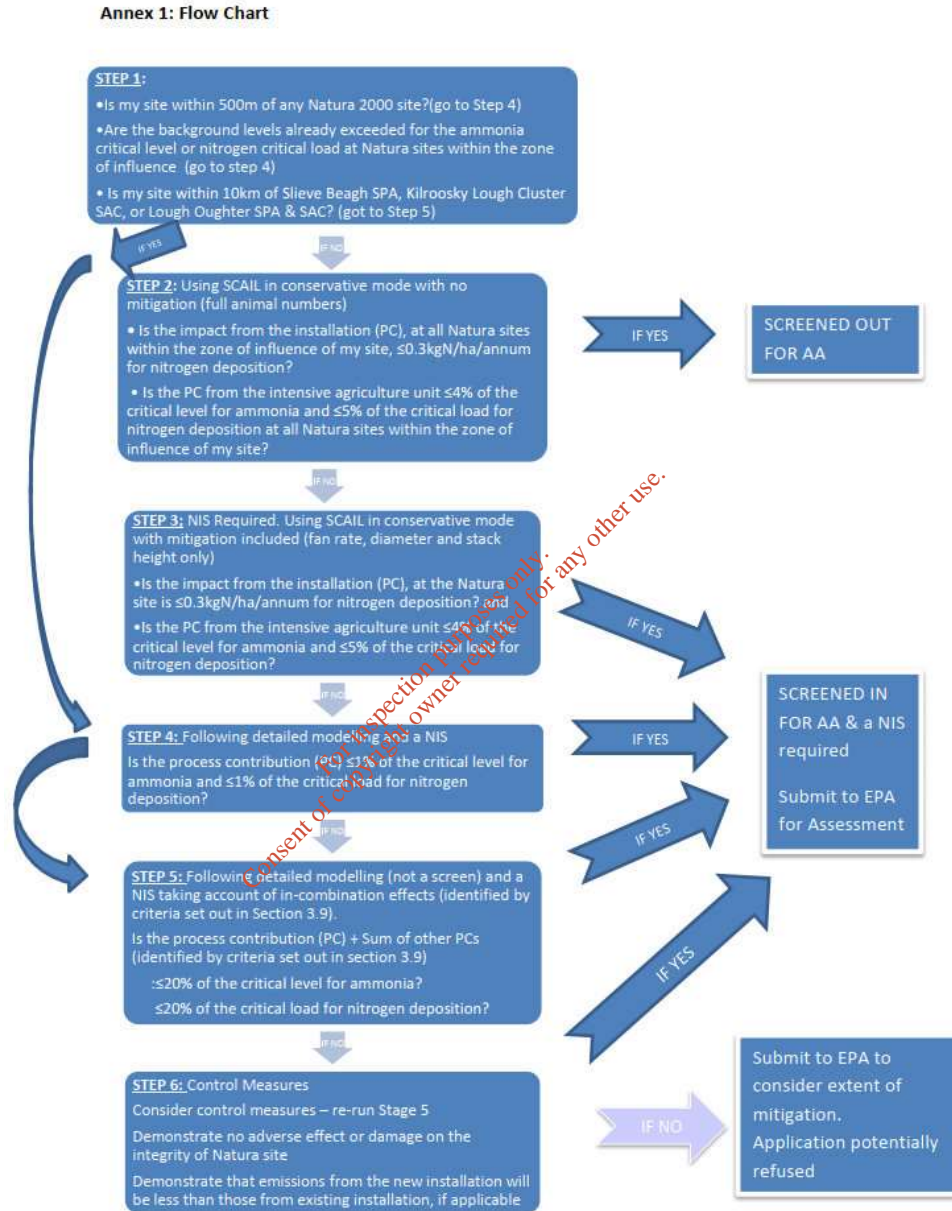 Annex 1: Flow Chart
STEP 1:
•Is my site within 500m of any Natura 2000 site?(go to Step 4)
•Are the background levels already exceeded for the ammonia
critical level or nitrogen critical load at Natura sites within the zone
of influence (go to step 4)
• Is my site within 10km of Slieve Beagh SPA, Kilroosky Lough Cluster
SAC, or Lough Oughter SPA & SAC? (got to Step 5)
IF YES
IF NO
STEP 2: Using SCAIL in conservative mode with no
mitigation (full animal numbers)
• Is the impact from the installation (PC), at all Natura sites
within the zone of influence of my site, ≤0.3kgN/ha/annum
for nitrogen deposition?
• Is the PC from the intensive agriculture unit ≤4% of the
critical level for ammonia and ≤5% of the critical load for
nitrogen deposition at all Natura sites within the zone of
influence of my site?
IF YES
SCREENED OUT
FOR AA
IF NO
STEP 3: NIS Required. Using SCAIL in conservative mode
with mitigation included (fan rate, diameter and stack
height only)
•Is the impact from the installation (PC), at the Natura
site is ≤0.3kgN/ha/annum for nitrogen deposition? and
•Is the PC from the intensive agriculture unit ≤4% of the
critical level for ammonia and ≤5% of the critical load for
nitrogen deposition?
IF YES
IF NO
STEP 4: Following detailed modelling and a NIS
Is the process contribution (PC) ≤1% of the critical level for
ammonia and ≤1% of the critical load for nitrogen
deposition?
IF YES
SCREENED IN
FOR AA & a NIS
required
Submit to EPA
for Assessment
IF NO
IF YES
STEP 5: Following detailed modelling (not a screen) and a
NIS taking account of in-combination effects (identified by
criteria set out in Section 3.9).
Is the process contribution (PC) + Sum of other PCs
(identified by criteria set out in section 3.9)
:≤20% of the critical level for ammonia?
≤20% of the critical load for nitrogen deposition?
IF YES
IF NO
STEP 6: Control Measures
Consider control measures – re-run Stage 5
Demonstrate no adverse effect or damage on the
integrity of Natura site
Demonstrate that emissions from the new installation will
be less than those from existing installation, if applicable
IF NO
Submit to EPA to
consider extent of
mitigation.
Application potentially
refused
For inspection purposes only.
Consent of copyright owner required for any other use.